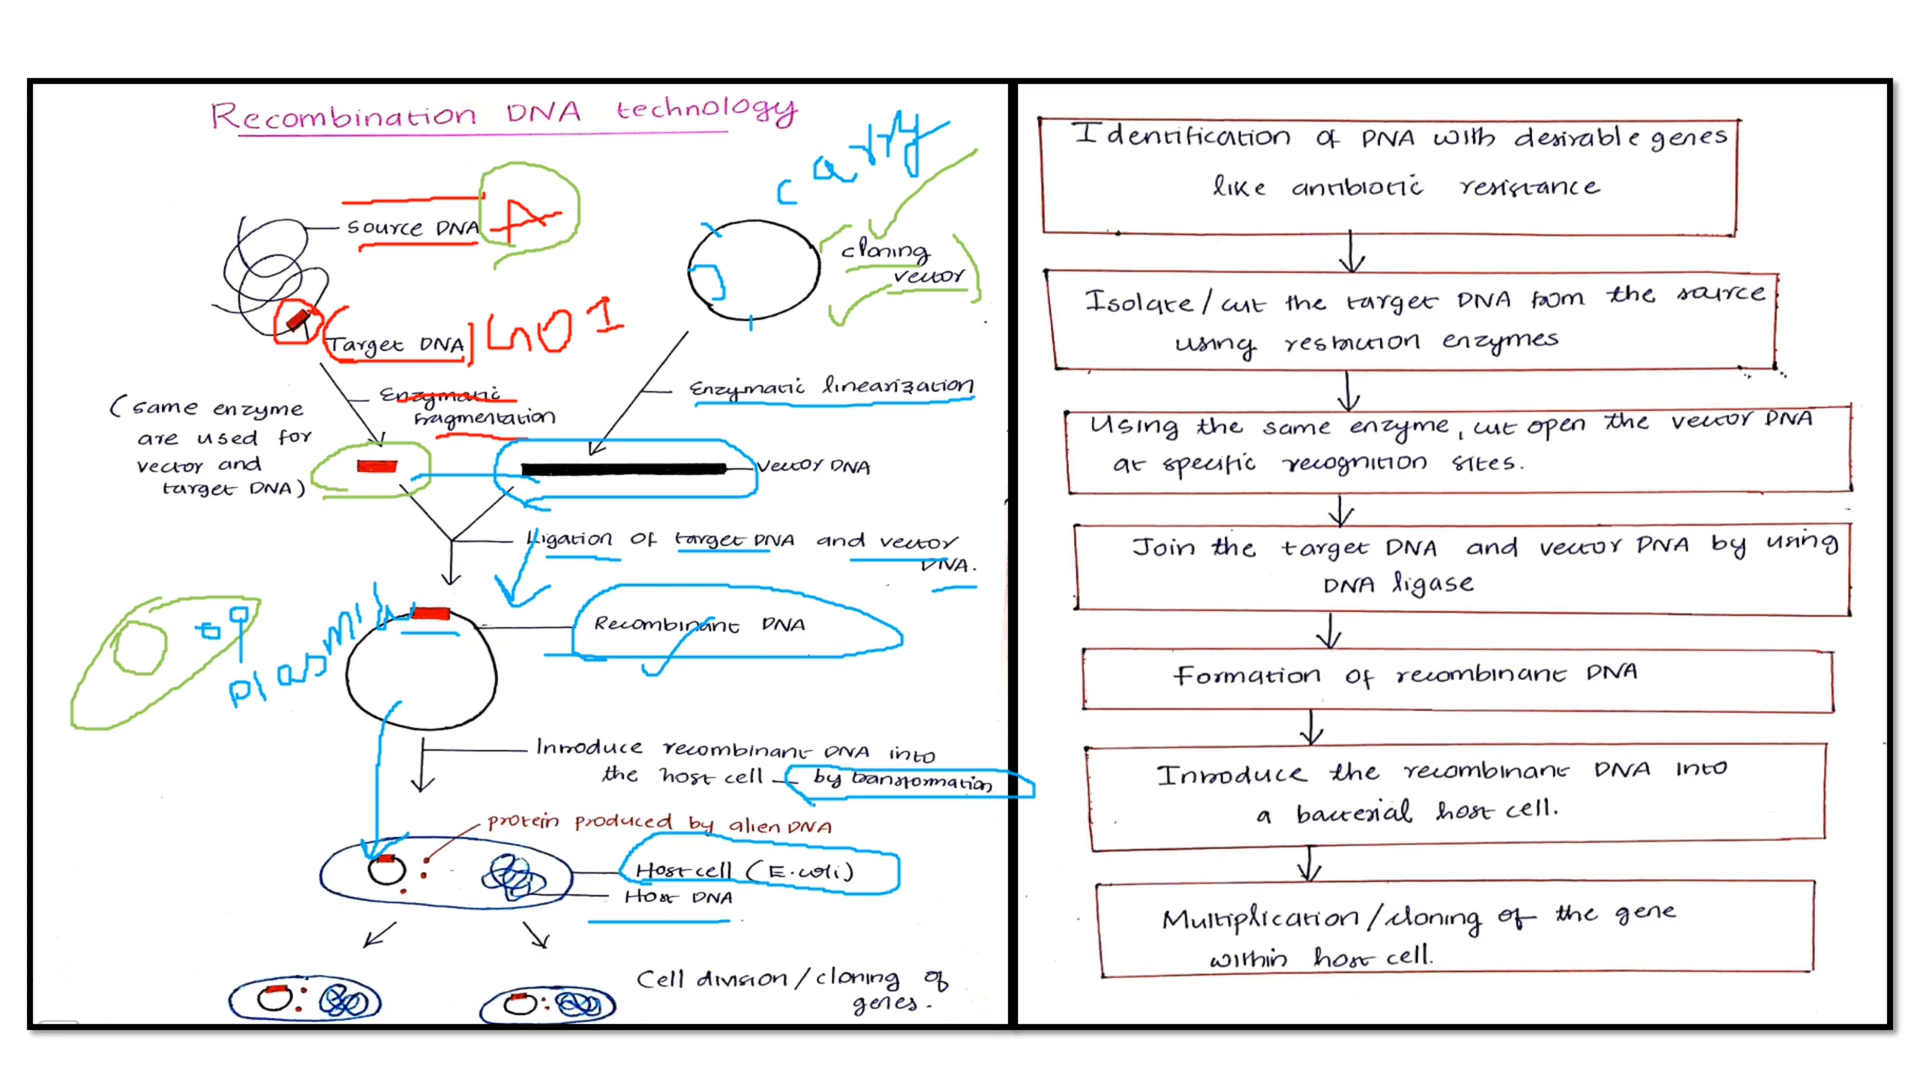 Recombination DNA technology
carry
Source DNA
A
cloning
vector
Target DNA
GOI
Enzymatic
fragmentation
Enzymatic linearization
(same enzyme
are used for
vector and
target DNA)
Vector DNA
Ligation of target DNA and vector
DNA.
Plasmid
Recombinant DNA
Introduce recombinant DNA into
the host cell - by transformation
protein produced by alien DNA
Host cell (E.coli)
Host DNA
Cell division/cloning of
genes.
Identification of DNA with desirable genes
like antibiotic resistance
Isolate/cut the target DNA from the source
using restriction enzymes
Using the same enzyme, cut open the vector DNA
at specific recognition sites.
Join the target DNA and vector DNA by using
DNA ligase
Formation of recombinant DNA
Introduce the recombinant DNA into
a bacterial host cell.
Multiplication/cloning of the gene
within host cell.